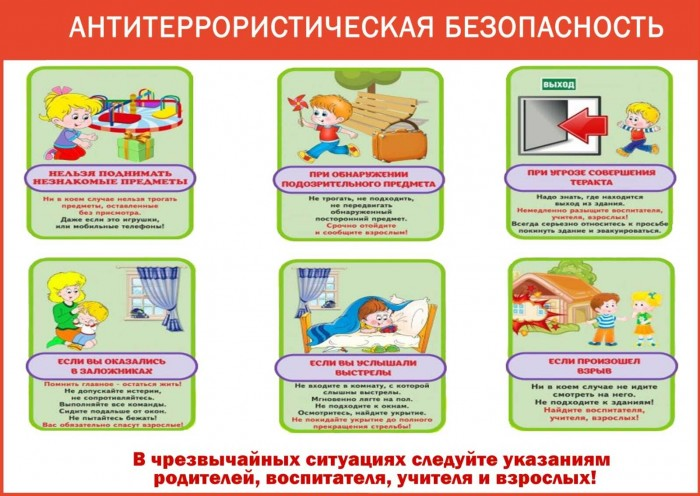 АНТИТЕРРОРИСТИЧЕСКАЯ БЕЗОПАСНОСТЬ
НЕЛЬЗЯ ПОДНИМАТЬ
НЕЗНАКОМЫЕ ПРЕДМЕТЫ
Ни в коем случае нельзя трогать
предметы, оставленные
без присмотра.
Даже если это игрушки,
или мобильные телефоны!
ПРИ ОБНАРУЖЕНИИ
ПОДОЗРИТЕЛЬНОГО ПРЕДМЕТА
Не трогать, не подходить,
не передвигать
обнаруженный
посторонний предмет.
Срочно отойдите
и сообщите взрослым!
ВЫХОД
ПРИ УГРОЗЕ СОВЕРШЕНИЯ
ТЕРАКТА
Надо знать, где находится
выход из здания.
Немедленно разыщите воспитателя,
учителя, взрослых!
Всегда серьезно относитесь к просьбе
покинуть здание и эвакуироваться.
ЕСЛИ ВЫ ОКАЗАЛИСЬ
В ЗАЛОЖНИКАХ
Помнить главное - остаться жить!
Не допускайте истерии,
не сопротивляйтесь.
Выполняйте все команды.
Сидите подальше от окон.
Не пытайтесь бежать!
Вас обязательно спасут взрослые!
ЕСЛИ ВЫ УСЛЫШАЛИ
ВЫСТРЕЛЫ
Не входите в комнату, с которой
слышны выстрелы.
Мгновенно лягте на пол.
Не подходите к окнам.
Осмотритесь, найдите укрытие.
Не покидайте укрытие до полного
прекращения стрельбы!
ЕСЛИ ПРОИЗОШЕЛ
ВЗРЫВ
Ни в коем случае не идите
смотреть на него.
Не подходите к зданиям!
Найдите воспитателя,
учителя, взрослых!
В чрезвычайных ситуациях следуйте указаниям
родителей, воспитателя, учителя и взрослых!